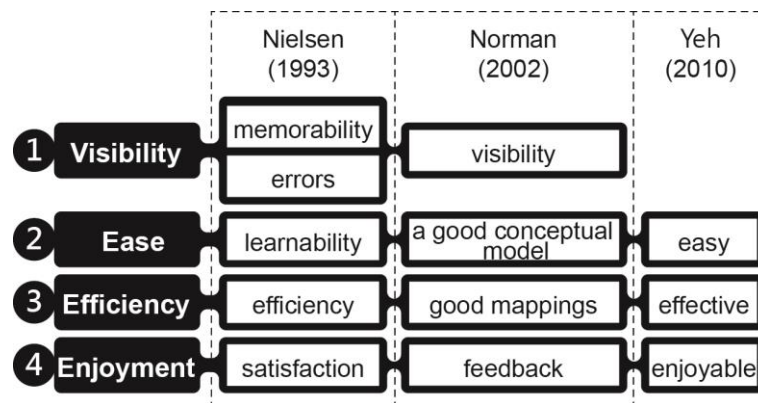 Nielsen
(1993)
Norman
(2002)
Yeh
(2010)
1 Visibility
memorability
errors
visibility
2 Ease
learnability
a good conceptual
model
easy
3 Efficiency
efficiency
good mappings
effective
4 Enjoyment
satisfaction
feedback
enjoyable